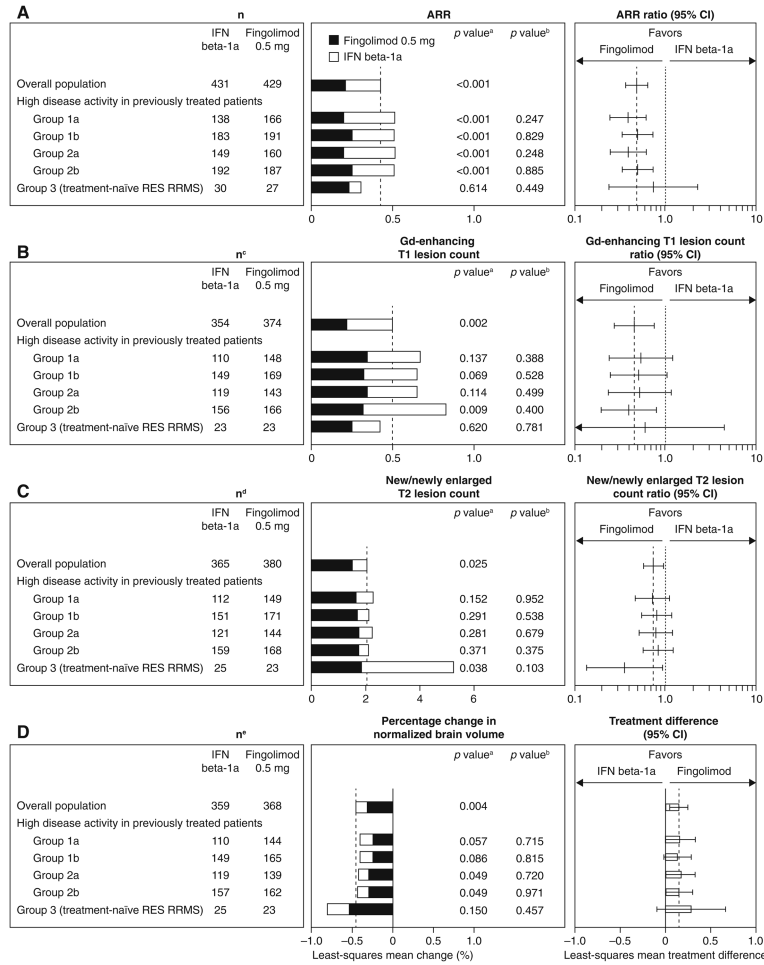 A n ARR ARR ratio (95% CI)
IFN beta-1a Fingolimod 0.5 mg p valueᵃ p valueᵇ Favors
Fingolimod 0.5 mg Fingolimod IFN beta-1a
IFN beta-1a
Overall population 431 429 <0.001
High disease activity in previously treated patients
Group 1a 138 166 <0.001 0.247
Group 1b 183 191 <0.001 0.829
Group 2a 149 160 <0.001 0.248
Group 2b 192 187 <0.001 0.885
Group 3 (treatment-naïve RES RRMS) 30 27 0.614 0.449
0 0.5 1.0 0.1 1.0 10
B nᶜ Gd-enhancing T1 lesion count Gd-enhancing T1 lesion count ratio (95% CI)
IFN beta-1a Fingolimod 0.5 mg p valueᵃ p valueᵇ Favors
Fingolimod IFN beta-1a
Overall population 354 374 0.002
High disease activity in previously treated patients
Group 1a 110 148 0.137 0.388
Group 1b 149 169 0.069 0.528
Group 2a 119 143 0.114 0.499
Group 2b 156 166 0.009 0.400
Group 3 (treatment-naïve RES RRMS) 23 23 0.620 0.781
0 0.5 1.0 0.1 1.0 10
C nᵈ New/newly enlarged T2 lesion count New/newly enlarged T2 lesion count ratio (95% CI)
IFN beta-1a Fingolimod 0.5 mg p valueᵃ p valueᵇ Favors
Fingolimod IFN beta-1a
Overall population 365 380 0.025
High disease activity in previously treated patients
Group 1a 112 149 0.152 0.952
Group 1b 151 171 0.291 0.538
Group 2a 121 144 0.281 0.679
Group 2b 159 168 0.371 0.375
Group 3 (treatment-naïve RES RRMS) 25 23 0.038 0.103
0 2 4 6 0.1 1.0 10
D nᵉ Percentage change in normalized brain volume Treatment difference (95% CI)
IFN beta-1a Fingolimod 0.5 mg p valueᵃ p valueᵇ Favors
IFN beta-1a Fingolimod
Overall population 359 368 0.004
High disease activity in previously treated patients
Group 1a 110 144 0.057 0.715
Group 1b 149 165 0.086 0.815
Group 2a 119 139 0.049 0.720
Group 2b 157 162 0.049 0.971
Group 3 (treatment-naïve RES RRMS) 25 23 0.150 0.457
−1.0 −0.5 0 0.5 1.0 −1.0 −0.5 0 0.5 1.0
Least-squares mean change (%) Least-squares mean treatment difference